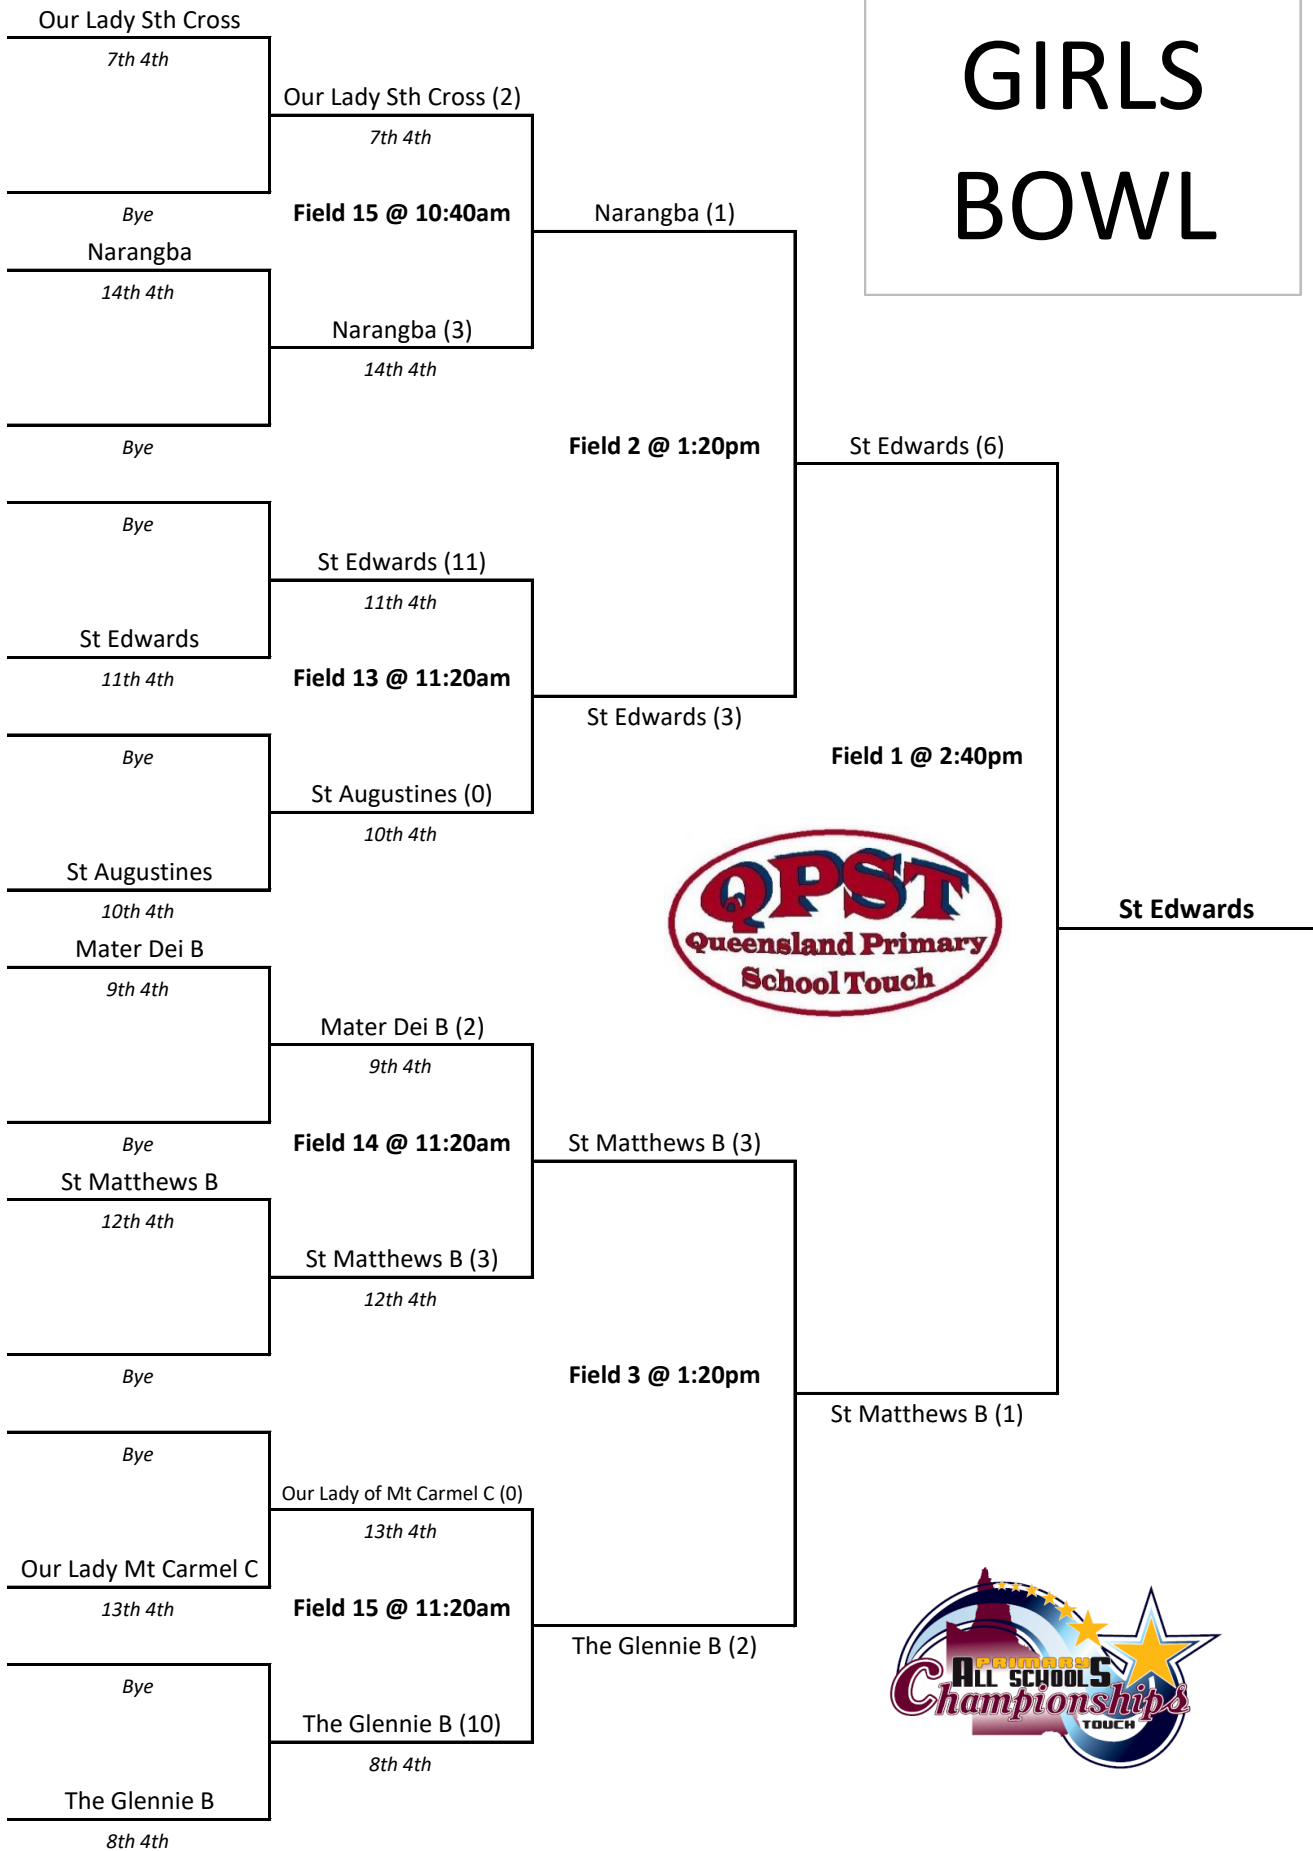 Our Lady Sth Cross
7th 4th
GIRLS
BOWL
Our Lady Sth Cross (2)
7th 4th
Bye
Field 15 @ 10:40am
Narangba (1)
Narangba
14th 4th
Narangba (3)
14th 4th
Bye
Field 2 @ 1:20pm
St Edwards (6)
Bye
St Edwards (11)
11th 4th
St Edwards
11th 4th
Field 13 @ 11:20am
St Edwards (3)
Bye
Field 1 @ 2:40pm
St Augustines (0)
10th 4th
St Augustines
10th 4th
QPST
Queensland Primary
School Touch
St Edwards
Mater Dei B
9th 4th
Mater Dei B (2)
9th 4th
Bye
Field 14 @ 11:20am
St Matthews B (3)
St Matthews B
12th 4th
St Matthews B (3)
12th 4th
Bye
Field 3 @ 1:20pm
St Matthews B (1)
Bye
Our Lady of Mt Carmel C (0)
13th 4th
Our Lady Mt Carmel C
13th 4th
Field 15 @ 11:20am
The Glennie B (2)
Bye
The Glennie B (10)
8th 4th
The Glennie B
8th 4th
PRIMARY
ALL SCHOOLS
Championships
TOUCH